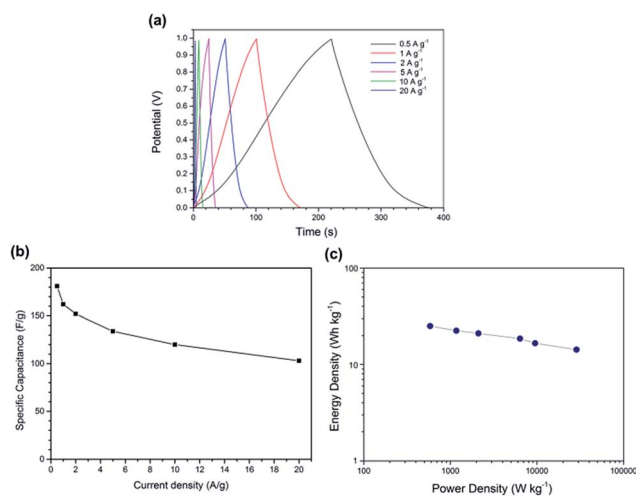 (a)
1.0
0.9
0.8
0.7
0.6
0.5
0.4
0.3
0.2
0.1
0.0
Potential (V)
0.5 A g⁻¹
1 A g⁻¹
2 A g⁻¹
5 A g⁻¹
10 A g⁻¹
20 A g⁻¹
0 100 200 300 400
Time (s)
(b)
200
150
100
50
0
Specific Capacitance (F/g)
0 2 4 6 8 10 12 14 16 18 20
Current density (A/g)
(c)
100
10
1
Energy Density (Wh kg⁻¹)
100 1000 10000 100000
Power Density (W kg⁻¹)